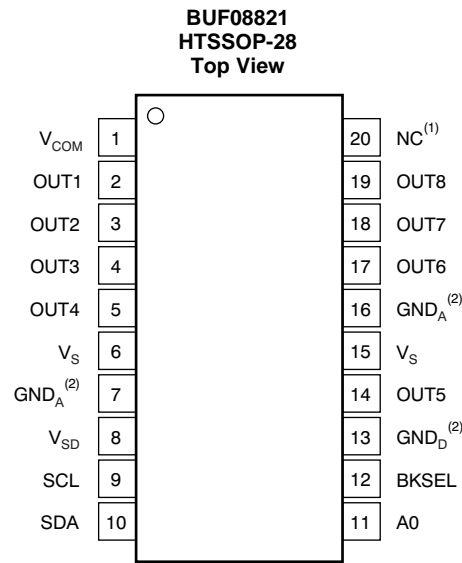 BUF08821
HTSSOP-28
Top View
V_COM 1 20 NC^(1)
OUT1 2 19 OUT8
OUT2 3 18 OUT7
OUT3 4 17 OUT6
OUT4 5 16 GND_A^(2)
V_S 6 15 V_S
GND_A^(2) 7 14 OUT5
V_SD 8 13 GND_D^(2)
SCL 9 12 BKSEL
SDA 10 11 A0